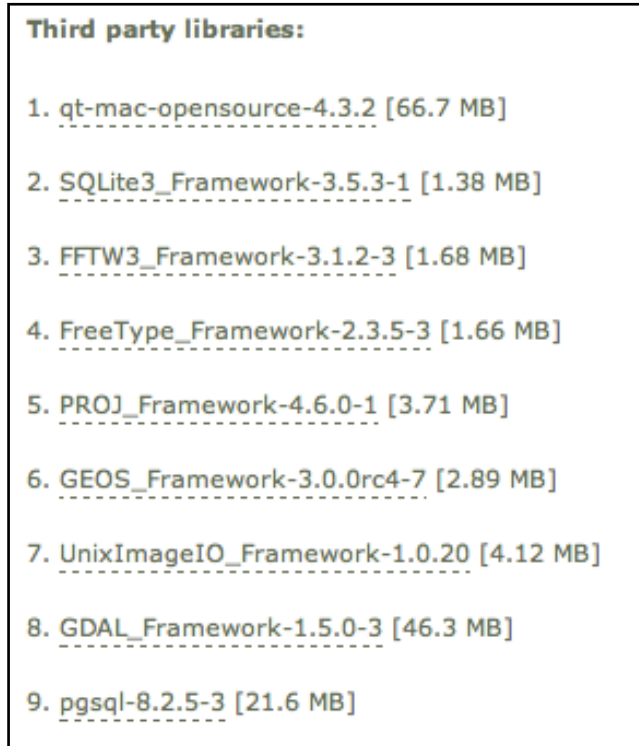 Third party libraries:
1. qt-mac-opensource-4.3.2 [66.7 MB]
2. SQLite3_Framework-3.5.3-1 [1.38 MB]
3. FFTW3_Framework-3.1.2-3 [1.68 MB]
4. FreeType_Framework-2.3.5-3 [1.66 MB]
5. PROJ_Framework-4.6.0-1 [3.71 MB]
6. GEOS_Framework-3.0.0rc4-7 [2.89 MB]
7. UnixImageIO_Framework-1.0.20 [4.12 MB]
8. GDAL_Framework-1.5.0-3 [46.3 MB]
9. pgsql-8.2.5-3 [21.6 MB]